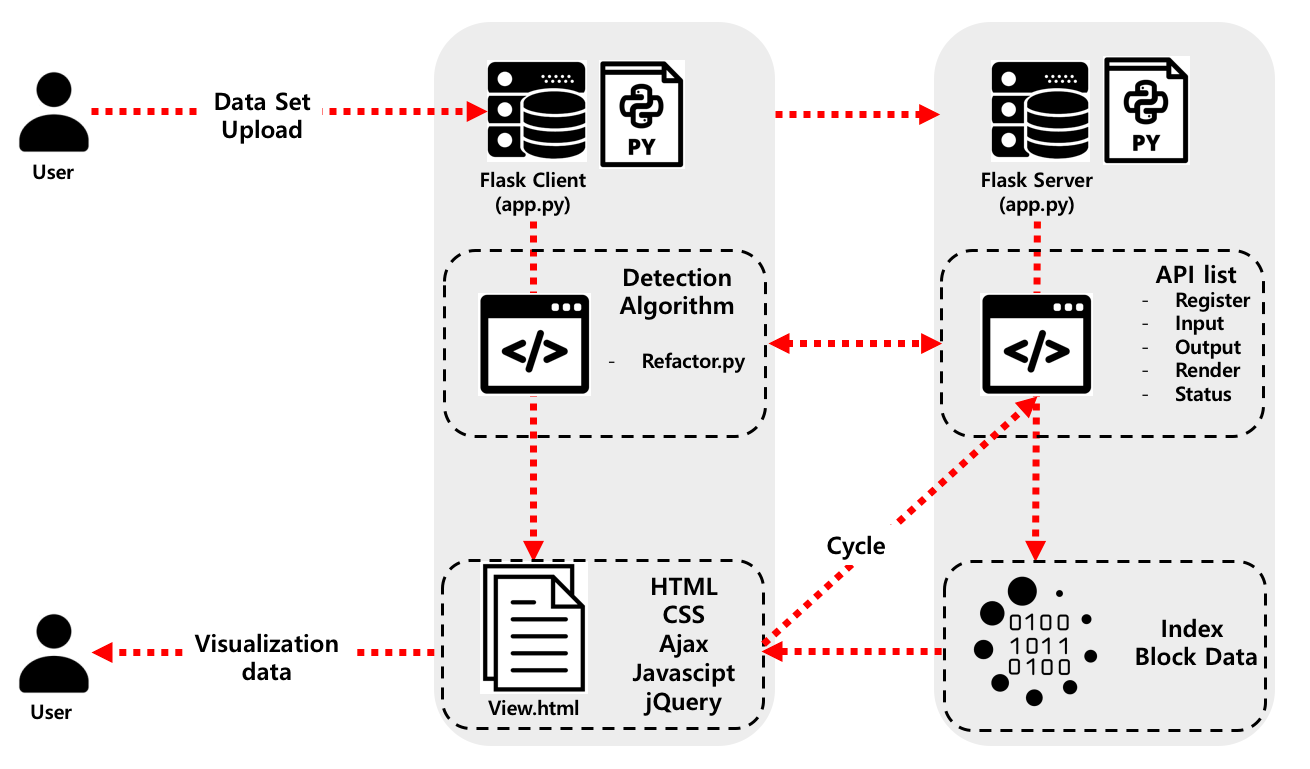 Data Set
Upload
User
PY
Flask Client
(app.py)
PY
Flask Server
(app.py)
Detection
Algorithm
</>
- Refactor.py
API list
- Register
- Input
- Output
- Render
- Status
</>
Cycle
HTML
CSS
Ajax
Javascipt
jQuery
View.html
0100
1011
0100
Index
Block Data
Visualization
data
User